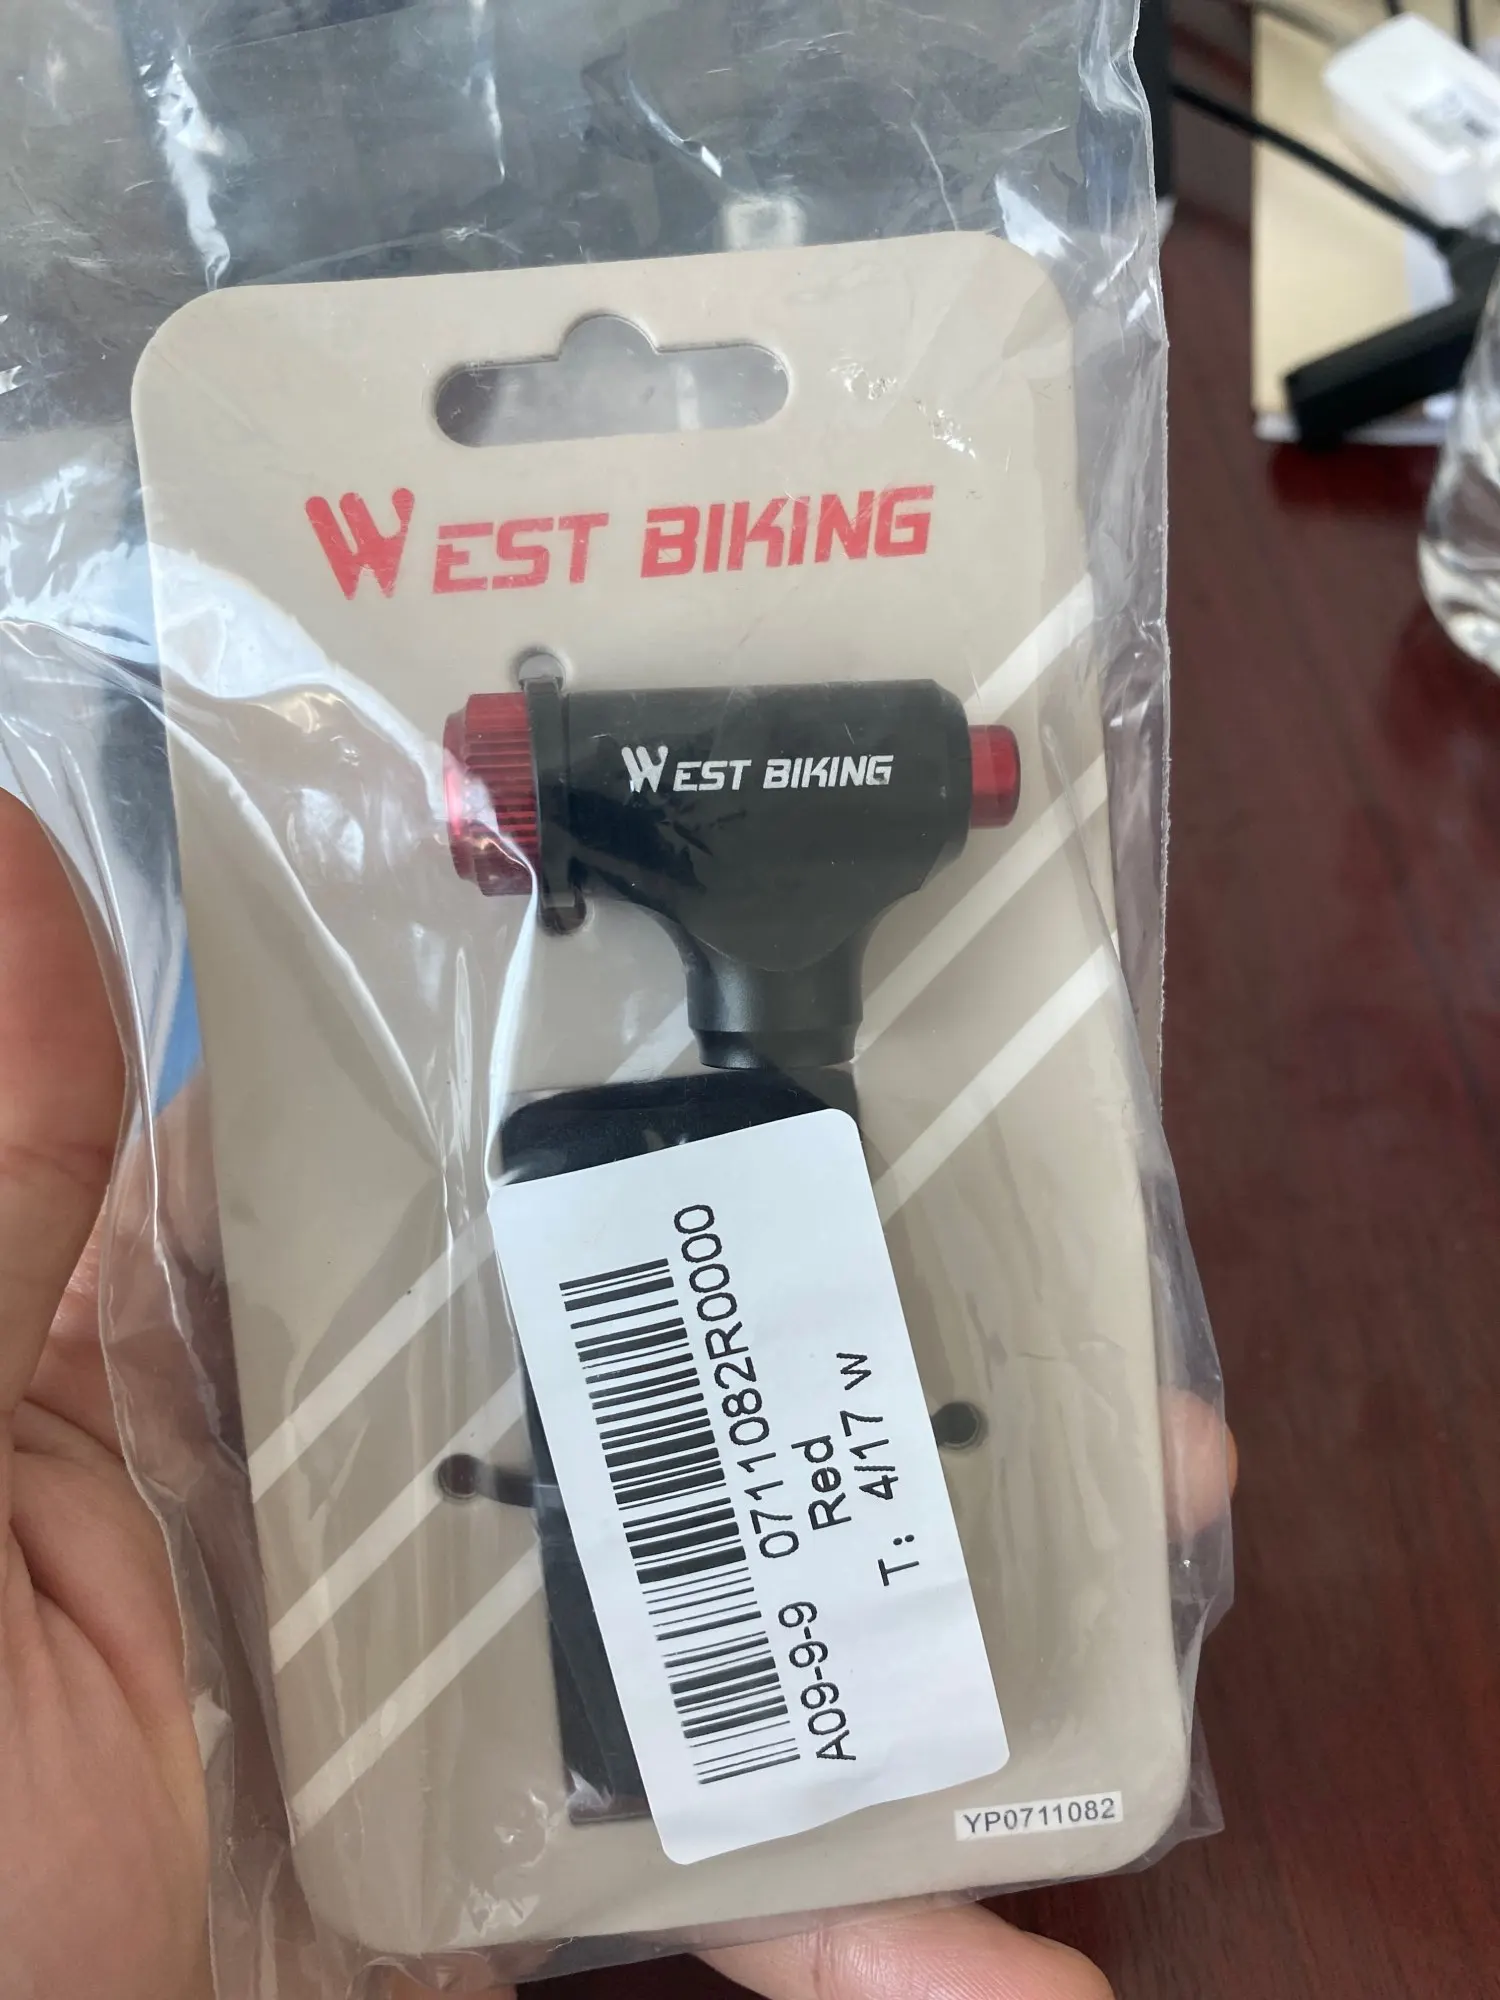 WEST BIKING
WEST BIKING
0711082R0000
A09-9-9 Red
T: 4/17 w
YP0711082